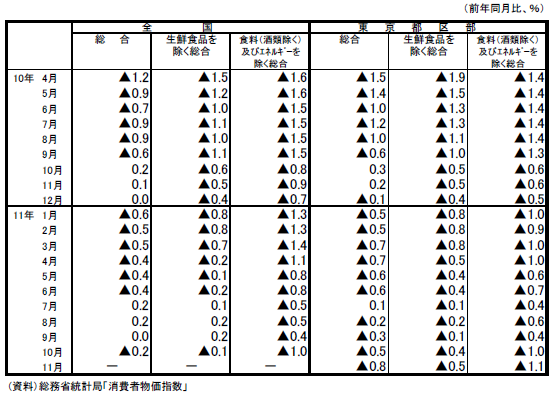 (前年同月比、%)
全 国 東 京 都 区 部
総 合 生鮮食品を除く総合 食料(酒類除く)及びエネルギーを除く総合 総合 生鮮食品を除く総合 食料(酒類除く)及びエネルギーを除く総合
10年 4月 ▲1.2 ▲1.5 ▲1.6 ▲1.5 ▲1.9 ▲1.4
5月 ▲0.9 ▲1.2 ▲1.6 ▲1.4 ▲1.5 ▲1.4
6月 ▲0.7 ▲1.0 ▲1.5 ▲1.0 ▲1.3 ▲1.4
7月 ▲0.9 ▲1.1 ▲1.5 ▲1.2 ▲1.3 ▲1.4
8月 ▲0.9 ▲1.0 ▲1.5 ▲1.0 ▲1.1 ▲1.4
9月 ▲0.6 ▲1.1 ▲1.5 ▲0.6 ▲1.0 ▲1.3
10月 0.2 ▲0.6 ▲0.8 0.3 ▲0.5 ▲0.6
11月 0.1 ▲0.5 ▲0.9 0.2 ▲0.5 ▲0.6
12月 0.0 ▲0.4 ▲0.7 ▲0.1 ▲0.4 ▲0.5
11年 1月 ▲0.6 ▲0.8 ▲1.3 ▲0.5 ▲0.8 ▲1.0
2月 ▲0.5 ▲0.8 ▲1.3 ▲0.5 ▲0.8 ▲0.9
3月 ▲0.5 ▲0.7 ▲1.4 ▲0.7 ▲0.8 ▲1.0
4月 ▲0.4 ▲0.2 ▲1.1 ▲0.7 ▲0.5 ▲1.0
5月 ▲0.4 ▲0.1 ▲0.8 ▲0.6 ▲0.4 ▲0.6
6月 ▲0.4 ▲0.2 ▲0.8 ▲0.6 ▲0.4 ▲0.7
7月 0.2 0.1 ▲0.5 0.1 ▲0.1 ▲0.4
8月 0.2 0.2 ▲0.5 ▲0.2 ▲0.2 ▲0.6
9月 0.0 0.2 ▲0.4 ▲0.3 ▲0.1 ▲0.4
10月 ▲0.2 ▲0.1 ▲1.0 ▲0.5 ▲0.4 ▲1.0
11月 ― ― ― ▲0.8 ▲0.5 ▲1.1
(資料)総務省統計局「消費者物価指数」